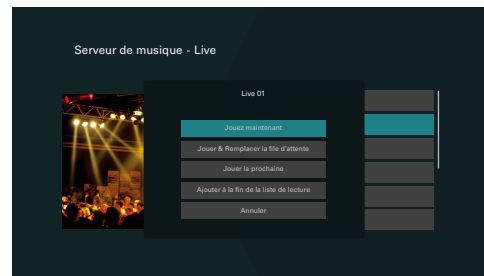 Serveur de musique - Live
Live 01
Jouez maintenant
Jouer & Remplacer la file d'attente
Jouer la prochaine
Ajouter à la fin de la liste de lecture
Annuler